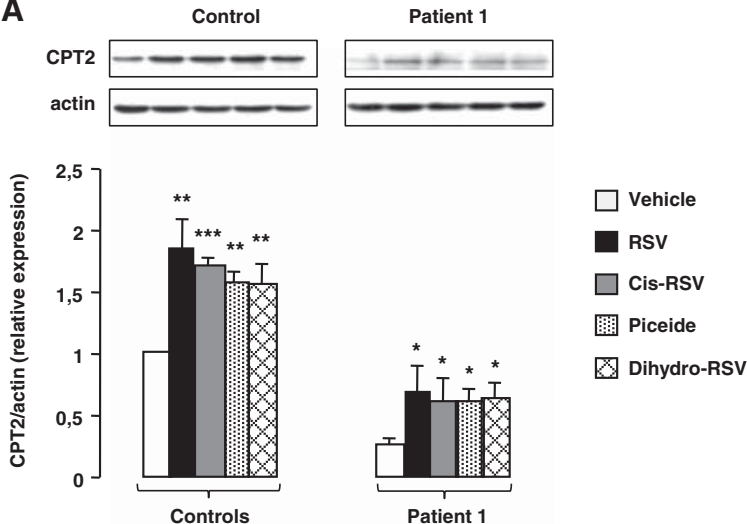 A
Control
Patient 1
CPT2
actin
CPT2/actin (relative expression)
2,5
2
1,5
1
0,5
0
**
***
**
**
*
*
*
*
Controls
Patient 1
Vehicle
RSV
Cis-RSV
Piceide
Dihydro-RSV